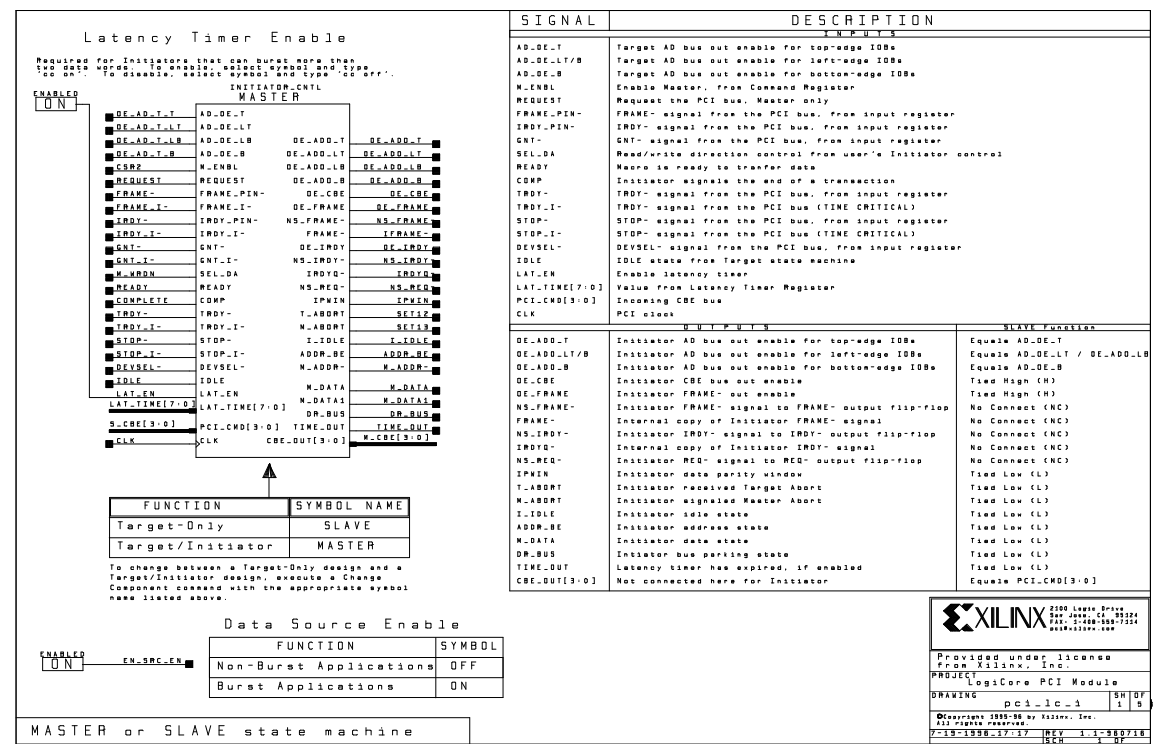 Latency Timer Enable
Required for Initiators that can burst more than
two data words. To enable, select symbol and type
'cc on'. To disable, select symbol and type 'cc off'.
ENABLED
ON
INITIATOR_CNTL
MASTER
OE_AD_T_T AD_OE_T
OE_AD_T_LT AD_OE_LT
OE_AD_T_LB AD_OE_LB OE_ADO_T OE_ADO_T
OE_AD_T_B AD_OE_B OE_ADO_LT OE_ADO_LT
CSR2 M_ENBL OE_ADO_LB OE_ADO_LB
REQUEST REQUEST OE_ADO_B OE_ADO_B
FRAME- FRAME_PIN- OE_CBE OE_CBE
FRAME_I- FRAME_I- OE_FRAME OE_FRAME
IRDY- IRDY_PIN- NS_FRAME- NS_FRAME-
IRDY_I- IRDY_I- FRAME- IFRAME-
GNT- GNT- OE_IRDY OE_IRDY
GNT_I- GNT_I- NS_IRDY- NS_IRDY-
M_WRDN SEL_DA IRDYQ- IRDYQ-
READY READY NS_REQ- NS_REQ-
COMPLETE COMP IPWIN IPWIN
TRDY- TRDY- T_ABORT SET12
TRDY_I- TRDY_I- M_ABORT SET13
STOP- STOP- I_IDLE I_IDLE
STOP_I- STOP_I- ADDR_BE ADDR_BE
DEVSEL- DEVSEL- M_ADDR- M_ADDR-
IDLE IDLE M_DATA M_DATA
LAT_EN LAT_EN M_DATA1 M_DATA1
LAT_TIME[7:0] LAT_TIME[7:0] DR_BUS DR_BUS
S_CBE[3:0] PCI_CMD[3:0] TIME_OUT TIME_OUT
CLK CLK CBE_OUT[3:0] M_CBE[3:0]
FUNCTION SYMBOL NAME
Target-Only SLAVE
Target/Initiator MASTER
To change between a Target-Only design and a
Target/Initiator design, execute a Change
Component command with the appropriate symbol
name listed above.
Data Source Enable
ENABLED
ON
EN_SRC_EN
FUNCTION SYMBOL
Non-Burst Applications OFF
Burst Applications ON
MASTER or SLAVE state machine
SIGNAL DESCRIPTION
INPUTS
AD_OE_T Target AD bus out enable for top-edge IOBs
AD_OE_LT/B Target AD bus out enable for left-edge IOBs
AD_OE_B Target AD bus out enable for bottom-edge IOBs
M_ENBL Enable Master, from Command Register
REQUEST Request the PCI bus, Master only
FRAME_PIN- FRAME- signal from the PCI bus, from input register
IRDY_PIN- IRDY- signal from the PCI bus, from input register
GNT- GNT- signal from the PCI bus, from input register
SEL_DA Read/write direction control from user's Initiator control
READY Macro is ready to tranfer data
COMP Initiator signals the end of a transaction
TRDY- TRDY- signal from the PCI bus, from input register
TRDY_I- TRDY- signal from the PCI bus (TIME CRITICAL)
STOP- STOP- signal from the PCI bus, from input register
STOP_I- STOP- signal from the PCI bus (TIME CRITICAL)
DEVSEL- DEVSEL- signal from the PCI bus, from input register
IDLE IDLE state from Target state machine
LAT_EN Enable latency timer
LAT_TIME[7:0] Value from Latency Timer Register
PCI_CMD[3:0] Incoming CBE bus
CLK PCI clock
OUTPUTS SLAVE Function
OE_ADO_T Initiator AD bus out enable for top-edge IOBs Equals AD_OE_T
OE_ADO_LT/B Initiator AD bus out enable for left-edge IOBs Equals AD_OE_LT / OE_ADO_LB
OE_ADO_B Initiator AD bus out enable for bottom-edge IOBs Equals AD_OE_B
OE_CBE Initiator CBE bus out enable Tied High (H)
OE_FRAME Initiator FRAME- out enable Tied High (H)
NS_FRAME- Initiator FRAME- signal to FRAME- output flip-flop No Connect (NC)
FRAME- Internal copy of Initiator FRAME- signal No Connect (NC)
NS_IRDY- Initiator IRDY- signal to IRDY- output flip-flop No Connect (NC)
IRDYQ- Internal copy of Initiator IRDY- signal No Connect (NC)
NS_REQ- Initiator REQ- signal to REQ- output flip-flop No Connect (NC)
IPWIN Initiator data parity window Tied Low (L)
T_ABORT Initiator received Target Abort Tied Low (L)
M_ABORT Initiator signaled Master Abort Tied Low (L)
I_IDLE Initiator idle state Tied Low (L)
ADDR_BE Initiator address state Tied Low (L)
M_DATA Initiator data state Tied Low (L)
DR_BUS Intiator bus parking state Tied Low (L)
TIME_OUT Latency timer has expired, if enabled Tied Low (L)
CBE_OUT[3:0] Not connected here for Initiator Equals PCI_CMD[3:0]
XILINX
2100 Logic Drive
San Jose, CA 95124
FAX: 1-408-559-7114
pci@xilinx.com
Provided under license
from Xilinx, Inc.
PROJECT
LogiCore PCI Module
DRAWING SH OF
pci_lc_i 1 5
©Copyright 1995-96 by Xilinx, Inc.
All rights reserved.
7-19-1996_17:17 REV 1.1-960716
SCH 1 OF